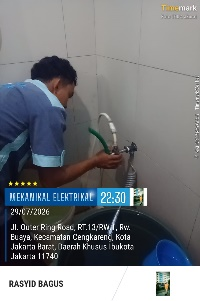 Timemark
MEKANIKAL ELEKTRIKAL 22:30
29/07/2026
Jl. Outer Ring Road, RT.13/RW.1, Rw.
Buaya, Kecamatan Cengkareng, Kota
Jakarta Barat, Daerah Khusus Ibukota
Jakarta 11740
RASYID BAGUS